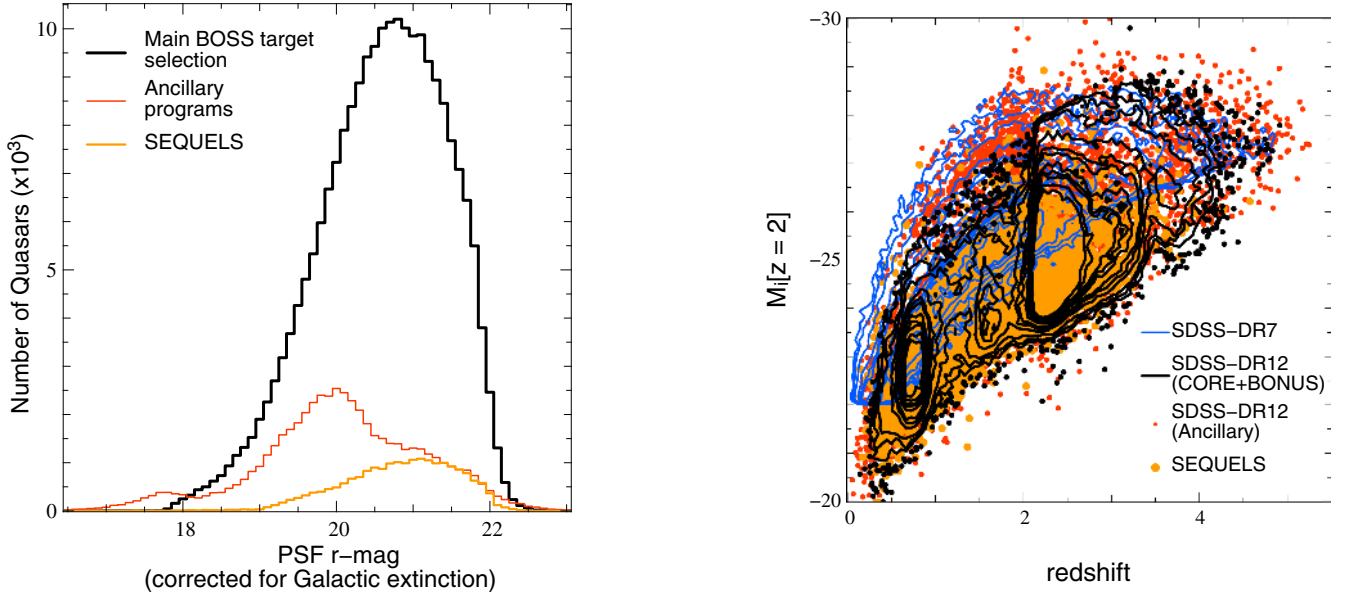 10
5
0
18
20
22
Number of Quasars (x10³)
Main BOSS target
selection
Ancillary
programs
SEQUELS
PSF r−mag
(corrected for Galactic extinction)
−30
−25
−20
0
2
4
Mᵢ[z = 2]
SDSS−DR7
SDSS−DR12
(CORE+BONUS)
SDSS−DR12
(Ancillary)
SEQUELS
redshift